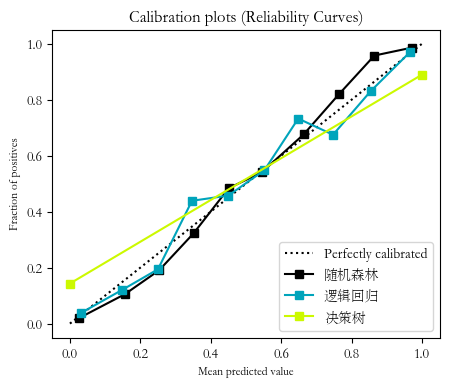 Calibration plots (Reliability Curves)
1.0
0.8
0.6
0.4
0.2
0.0
Fraction of positives
Perfectly calibrated
随机森林
逻辑回归
决策树
0.0 0.2 0.4 0.6 0.8 1.0
Mean predicted value